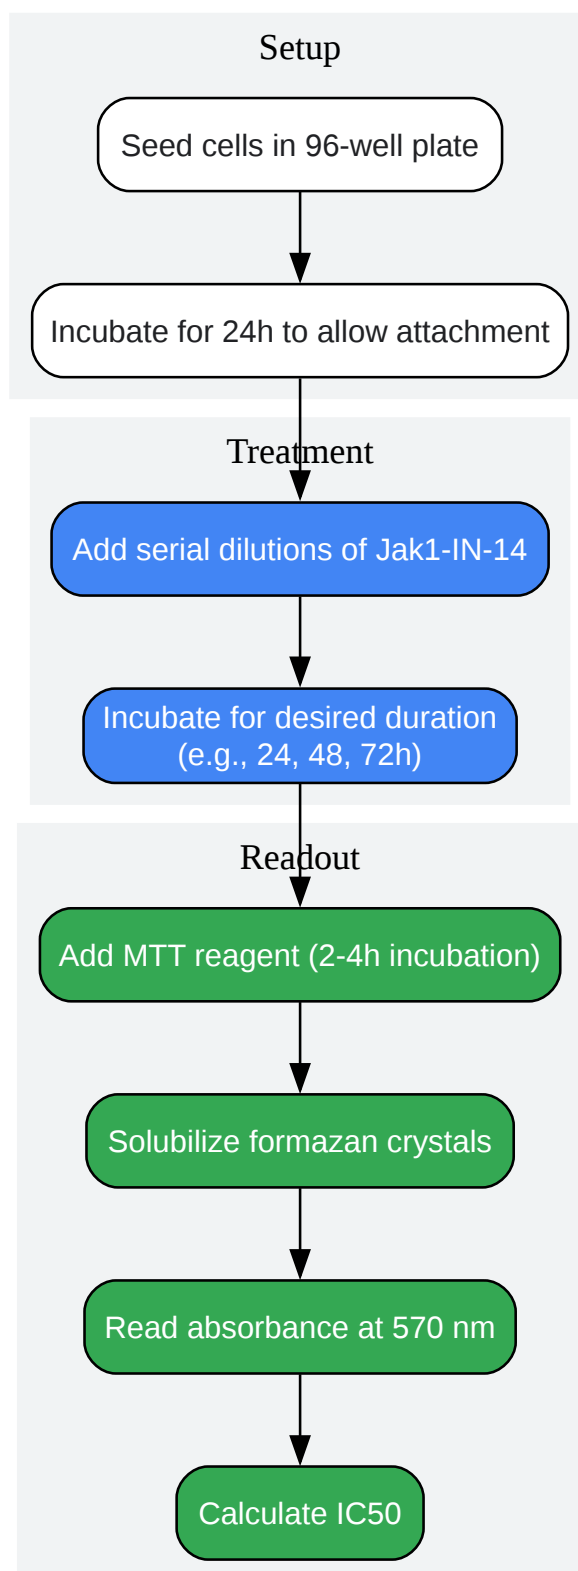 Setup
Seed cells in 96-well plate
Incubate for 24h to allow attachment
Treatment
Add serial dilutions of Jak1-IN-14
Incubate for desired duration
(e.g., 24, 48, 72h)
Readout
Add MTT reagent (2-4h incubation)
Solubilize formazan crystals
Read absorbance at 570 nm
Calculate IC50